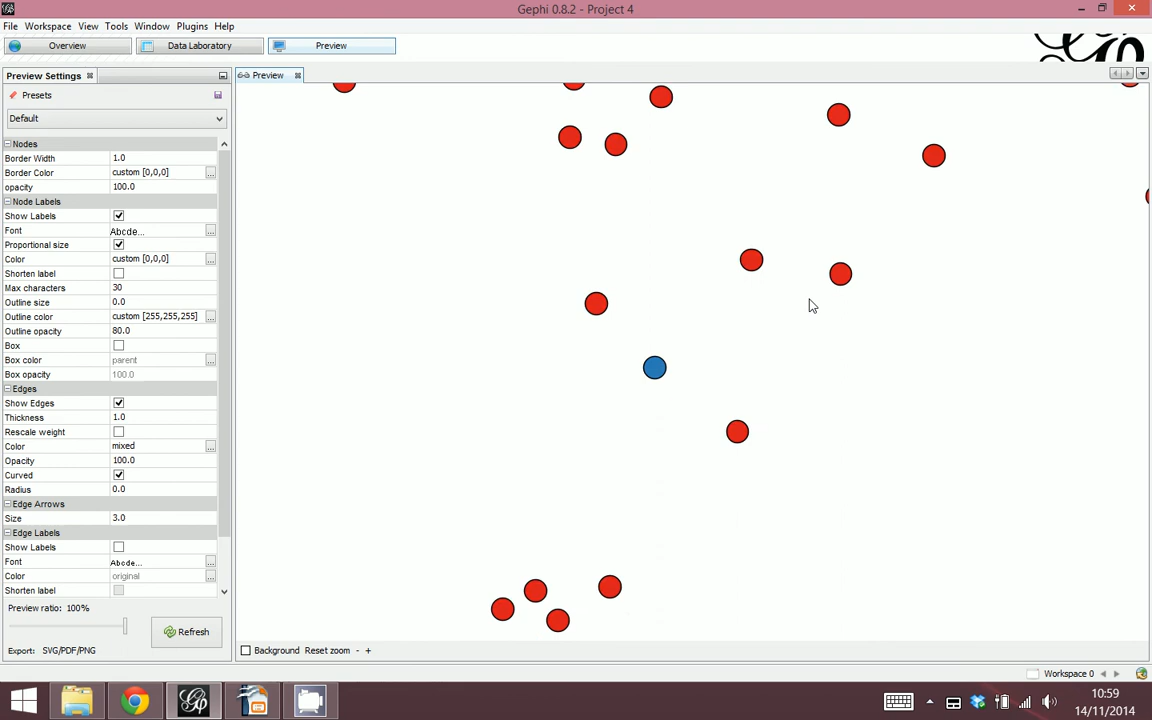 Gephi 0.8.2 - Project 4
File Workspace View Tools Window Plugins Help
Overview Data Laboratory Preview
Preview Settings
Preview
Presets
Default
Nodes
Border Width 1.0
Border Color custom [0,0,0] ...
opacity 100.0
Node Labels
Show Labels
Font Abcde... ...
Proportional size
Color custom [0,0,0] ...
Shorten label
Max characters 30
Outline size 0.0
Outline color custom [255,255,255] ...
Outline opacity 80.0
Box
Box color parent ...
Box opacity 100.0
Edges
Show Edges
Thickness 1.0
Rescale weight
Color mixed ...
Opacity 100.0
Curved
Radius 0.0
Edge Arrows
Size 3.0
Edge Labels
Show Labels
Font Abcde... ...
Color original ...
Shorten label
Preview ratio: 100%
Refresh
Export: SVG/PDF/PNG
Background Reset zoom - +
Workspace 0
10:59
14/11/2014